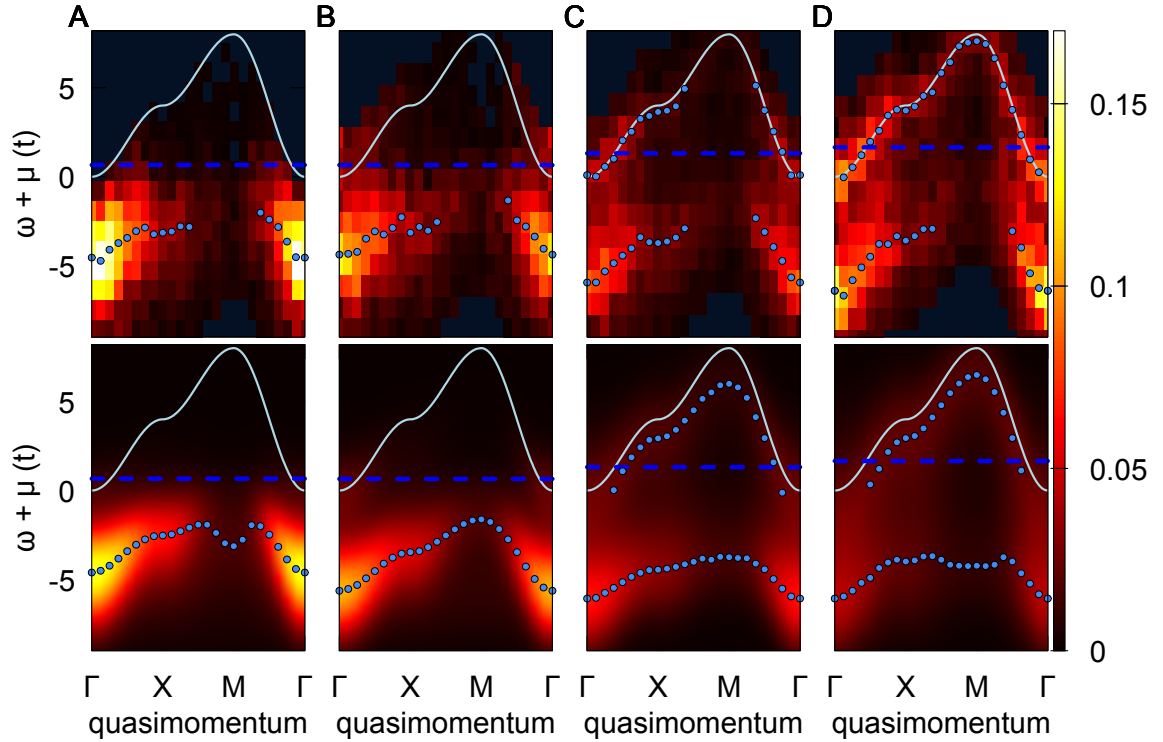 A B C D
ω + μ (t)
5
0
-5
0.15
0.1
0.05
0
ω + μ (t)
5
0
-5
Γ X M Γ Γ X M Γ Γ X M Γ Γ X M Γ
quasimomentum quasimomentum quasimomentum quasimomentum